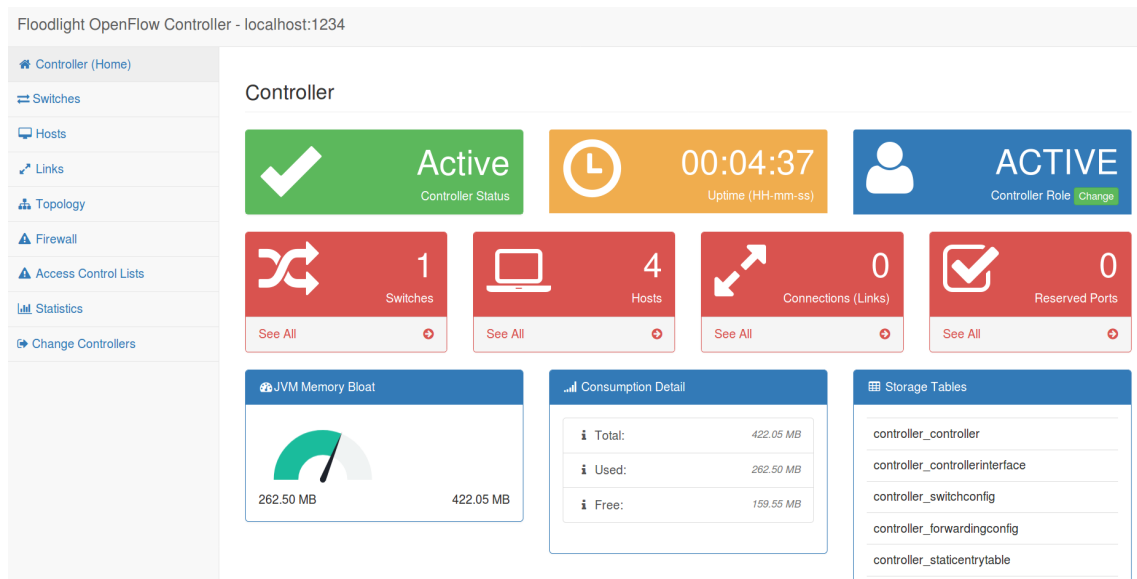 Floodlight OpenFlow Controller - localhost:1234
Controller (Home)
Switches
Hosts
Links
Topology
Firewall
Access Control Lists
Statistics
Change Controllers
Controller
Active
Controller Status
00:04:37
Uptime (HH-mm-ss)
ACTIVE
Controller Role Change
1
Switches
See All
4
Hosts
See All
0
Connections (Links)
See All
0
Reserved Ports
See All
JVM Memory Bloat
262.50 MB 422.05 MB
Consumption Detail
Total: 422.05 MB
Used: 262.50 MB
Free: 159.55 MB
Storage Tables
controller_controller
controller_controllerinterface
controller_switchconfig
controller_forwardingconfig
controller_staticentrytable